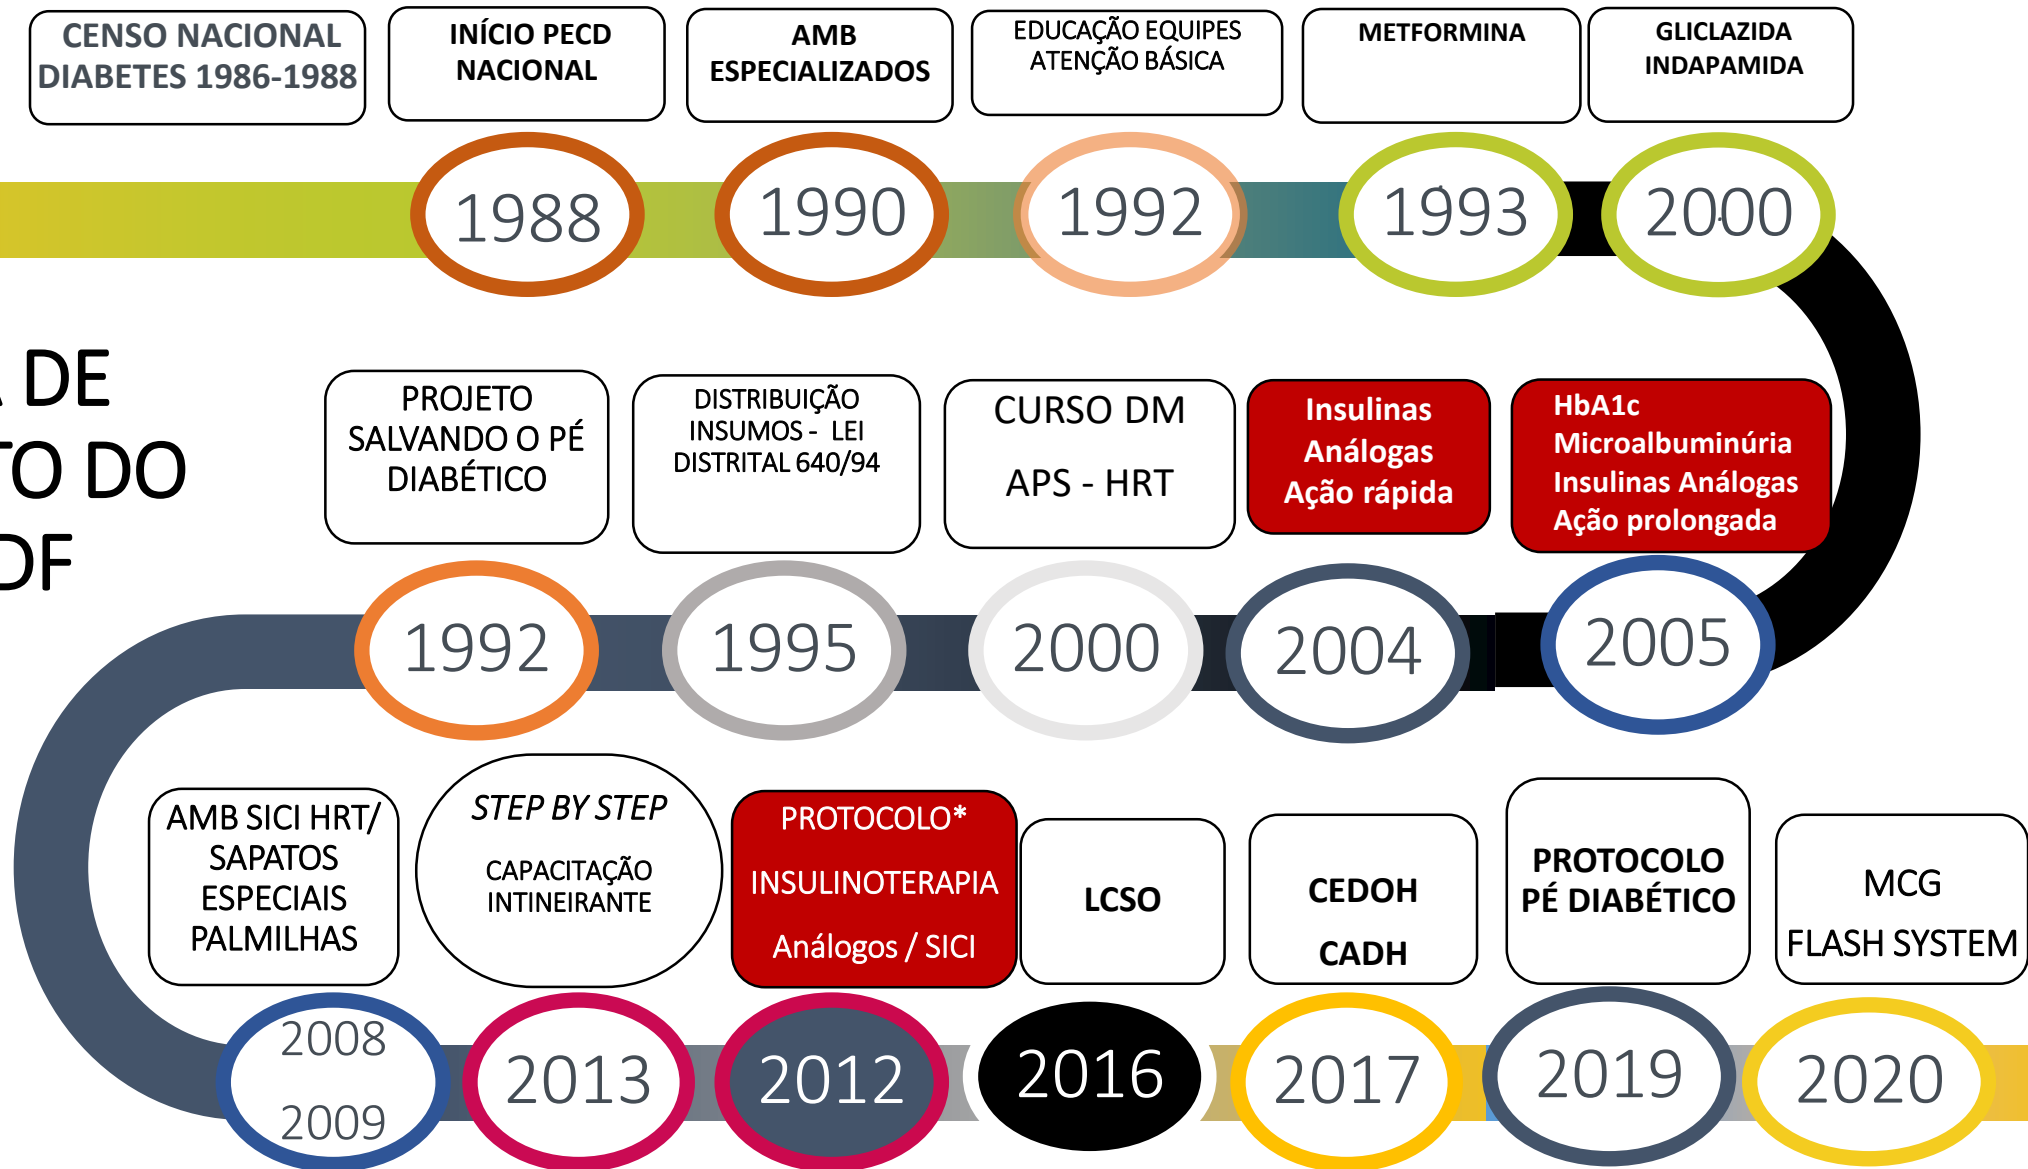 CENSO NACIONAL
DIABETES 1986-1988
INÍCIO PECD
NACIONAL
AMB
ESPECIALIZADOS
EDUCAÇÃO EQUIPES
ATENÇÃO BÁSICA
METFORMINA
GLICLAZIDA
INDAPAMIDA
1988
1990
1992
1993
2000
A DE
TO DO
DF
PROJETO
SALVANDO O PÉ
DIABÉTICO
DISTRIBUIÇÃO
INSUMOS - LEI
DISTRITAL 640/94
CURSO DM
APS - HRT
Insulinas
Análogas
Ação rápida
HbA1c
Microalbuminúria
Insulinas Análogas
Ação prolongada
1992
1995
2000
2004
2005
AMB SICI HRT/
SAPATOS
ESPECIAIS
PALMILHAS
STEP BY STEP
CAPACITAÇÃO
INTINEIRANTE
PROTOCOLO*
INSULINOTERAPIA
Análogos / SICI
LCSO
CEDOH
CADH
PROTOCOLO
PÉ DIABÉTICO
MCG
FLASH SYSTEM
2008
2009
2013
2012
2016
2017
2019
2020